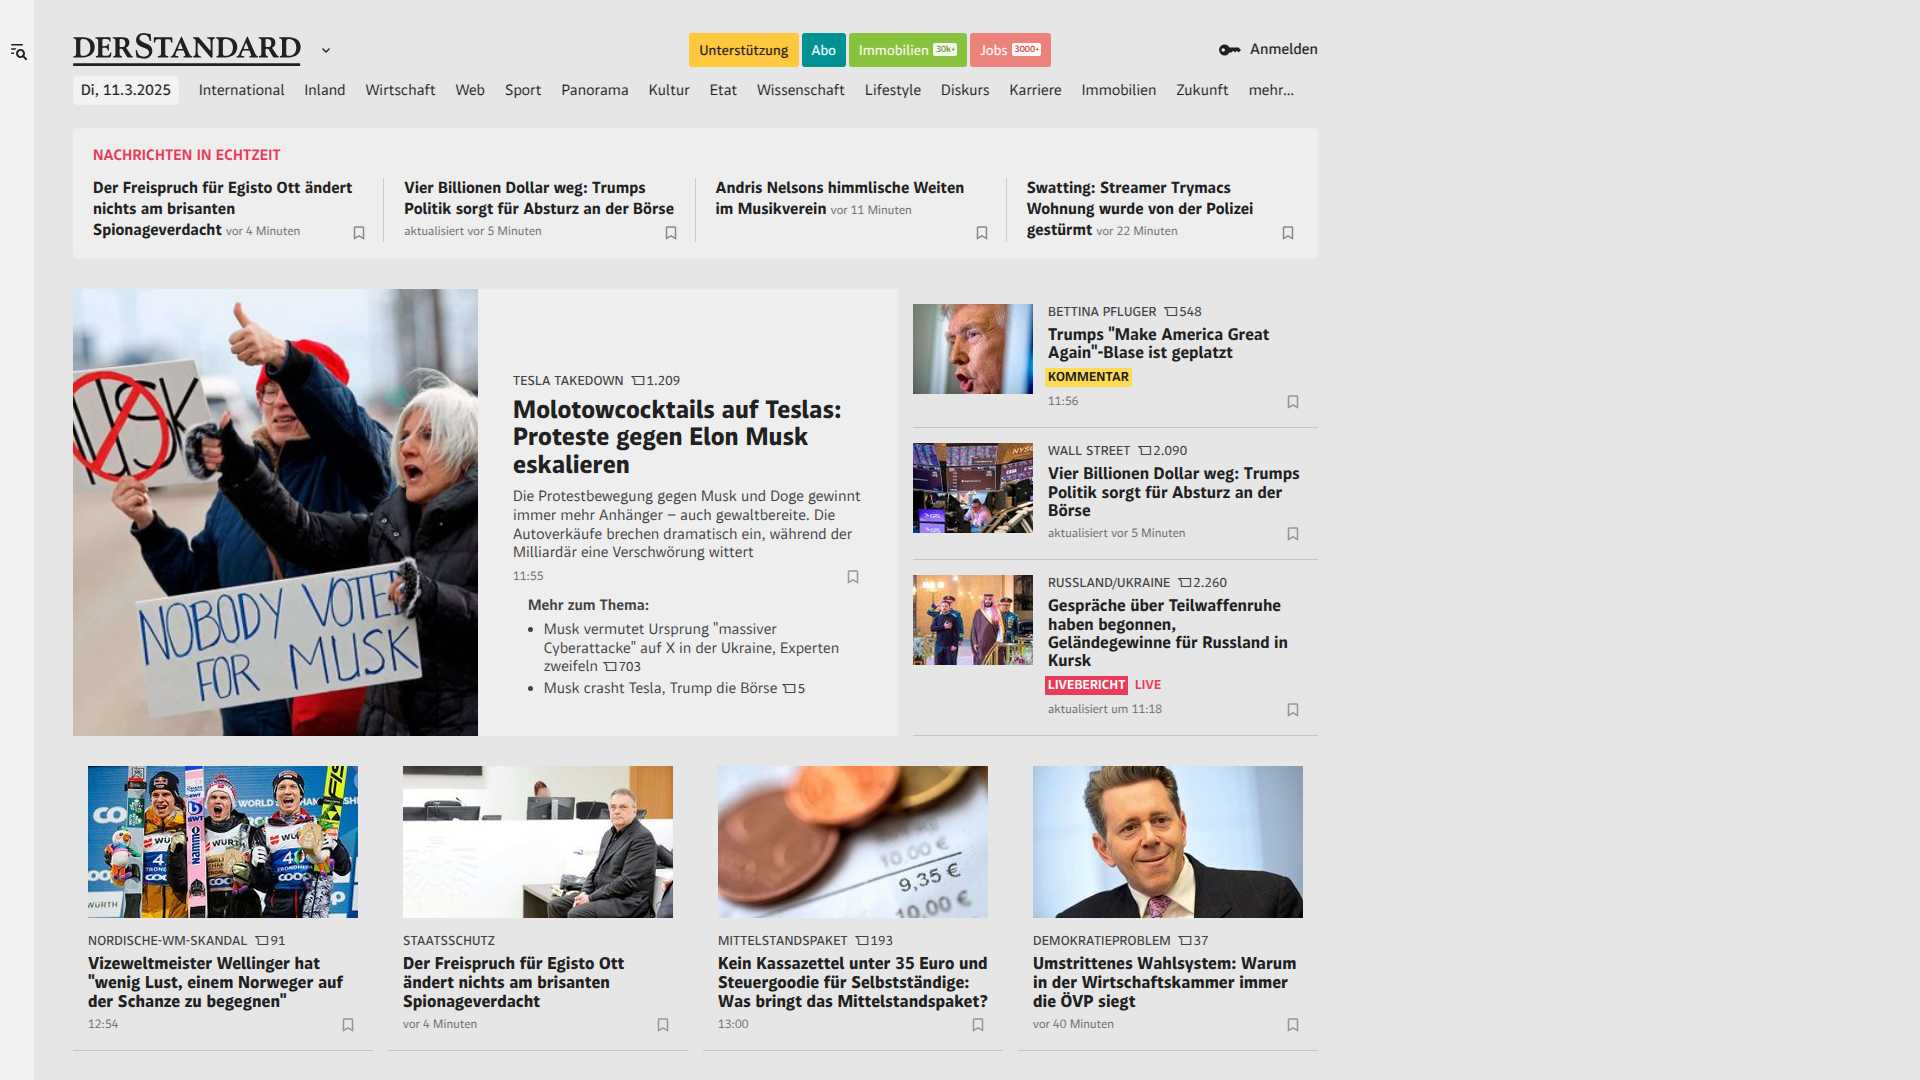 DERSTANDARD
Unterstützung
Abo
Immobilien 30k+
Jobs 3000+
Anmelden
Di, 11.3.2025
International
Inland
Wirtschaft
Web
Sport
Panorama
Kultur
Etat
Wissenschaft
Lifestyle
Diskurs
Karriere
Immobilien
Zukunft
mehr...
NACHRICHTEN IN ECHTZEIT
Der Freispruch für Egisto Ott ändert
nichts am brisanten
Spionageverdacht vor 4 Minuten
Vier Billionen Dollar weg: Trumps
Politik sorgt für Absturz an der Börse
aktualisiert vor 5 Minuten
Andris Nelsons himmlische Weiten
im Musikverein vor 11 Minuten
Swatting: Streamer Trymacs
Wohnung wurde von der Polizei
gestürmt vor 22 Minuten
MUSK
NOBODY VOTED
FOR MUSK
TESLA TAKEDOWN 1.209
Molotowcocktails auf Teslas:
Proteste gegen Elon Musk
eskalieren
Die Protestbewegung gegen Musk und Doge gewinnt
immer mehr Anhänger – auch gewaltbereite. Die
Autoverkäufe brechen dramatisch ein, während der
Milliardär eine Verschwörung wittert
11:55
Mehr zum Thema:
• Musk vermutet Ursprung "massiver
Cyberattacke" auf X in der Ukraine, Experten
zweifeln 703
• Musk crasht Tesla, Trump die Börse 5
BETTINA PFLUGER 548
Trumps "Make America Great
Again"-Blase ist geplatzt
KOMMENTAR
11:56
WALL STREET 2.090
Vier Billionen Dollar weg: Trumps
Politik sorgt für Absturz an der
Börse
aktualisiert vor 5 Minuten
RUSSLAND/UKRAINE 2.260
Gespräche über Teilwaffenruhe
haben begonnen,
Geländegewinne für Russland in
Kursk
LIVEBERICHT LIVE
aktualisiert um 11:18
NORDISCHE-WM-SKANDAL 91
Vizeweltmeister Wellinger hat
"wenig Lust, einem Norweger auf
der Schanze zu begegnen"
12:54
STAATSSCHUTZ
Der Freispruch für Egisto Ott
ändert nichts am brisanten
Spionageverdacht
vor 4 Minuten
10.00 €
9,35 €
10.00 €
MITTELSTANDSPAKET 193
Kein Kassazettel unter 35 Euro und
Steuergoodie für Selbstständige:
Was bringt das Mittelstandspaket?
13:00
DEMOKRATIEPROBLEM 37
Umstrittenes Wahlsystem: Warum
in der Wirtschaftskammer immer
die ÖVP siegt
vor 40 Minuten